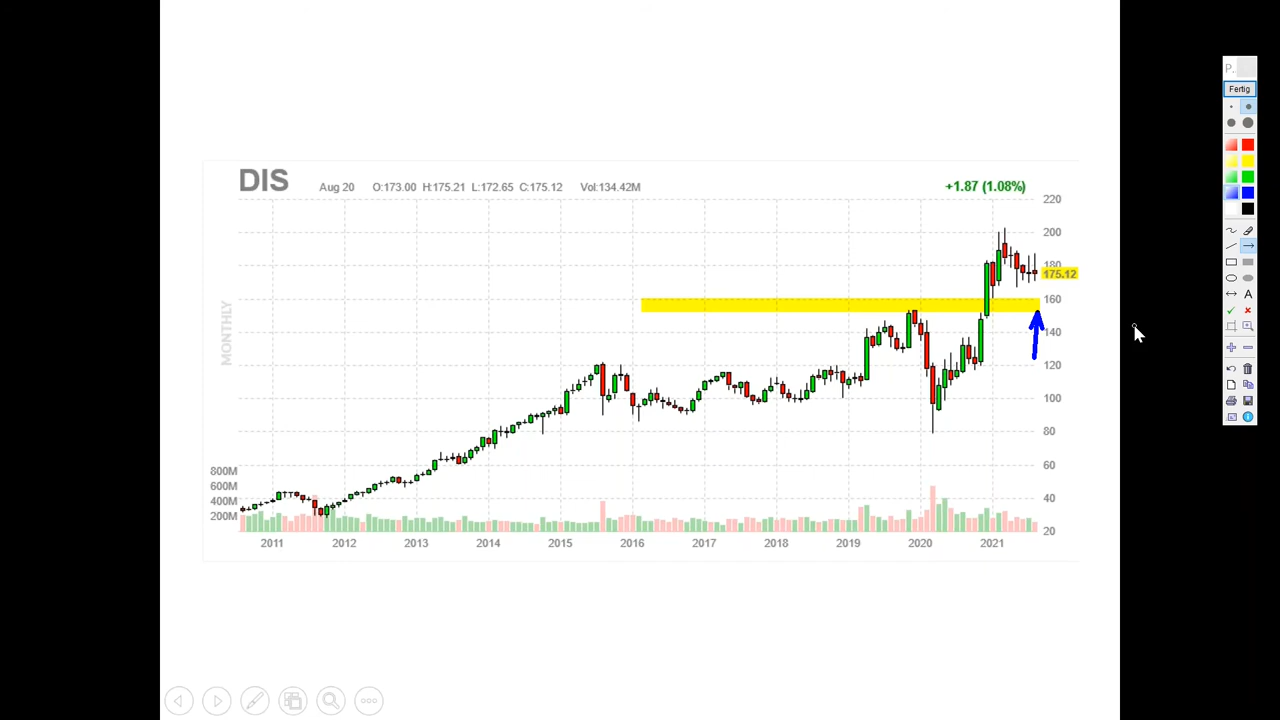 P..
Fertig
DIS Aug 20 O:173.00 H:175.21 L:172.65 C:175.12 Vol:134.42M +1.87 (1.08%)
220
200
180
175.12
160
140
120
100
80
60
40
20
MONTHLY
800M
600M
400M
200M
2011 2012 2013 2014 2015 2016 2017 2018 2019 2020 2021
A